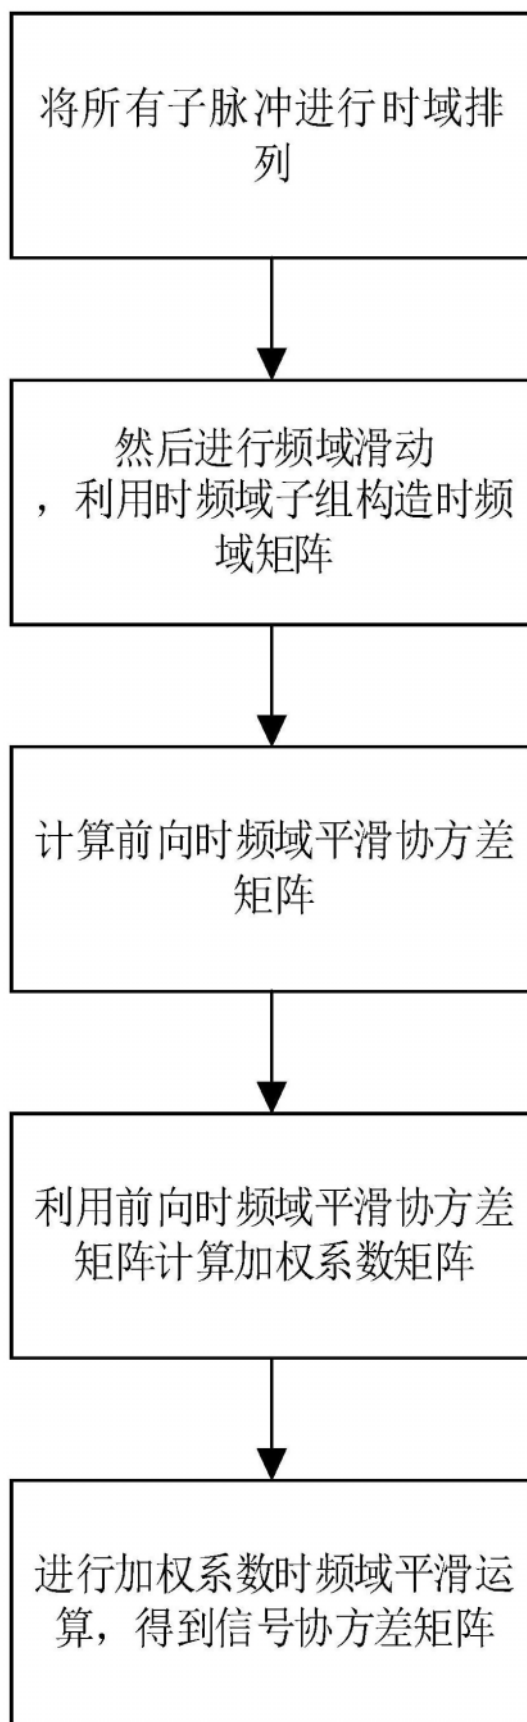 将所有子脉冲进行时域排
列
然后进行频域滑动
，利用时频域子组构造时频
域矩阵
计算前向时频域平滑协方差
矩阵
利用前向时频域平滑协方差
矩阵计算加权系数矩阵
进行加权系数时频域平滑运
算，得到信号协方差矩阵